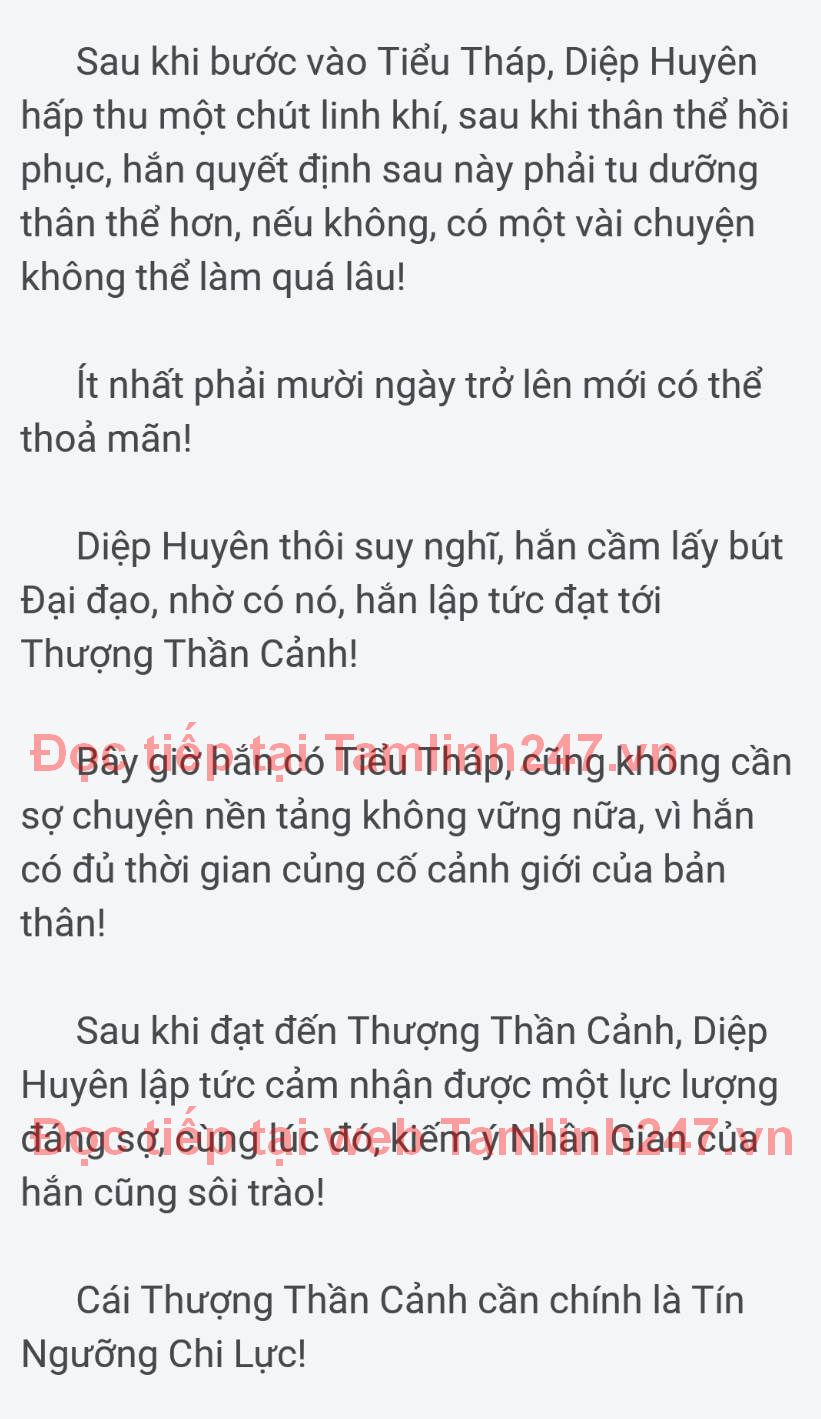 Sau khi bước vào Tiểu Tháp, Diệp Huyên
hấp thu một chút linh khí, sau khi thân thể hồi
phục, hắn quyết định sau này phải tu dưỡng
thân thể hơn, nếu không, có một vài chuyện
không thể làm quá lâu!
Ít nhất phải mười ngày trở lên mới có thể
thoả mãn!
Diệp Huyên thôi suy nghĩ, hắn cầm lấy bút
Đại đạo, nhờ có nó, hắn lập tức đạt tới
Thượng Thần Cảnh!
Đọc tiếp tại Tamlinh247.vn
Bây giờ hắn có Tiểu Tháp, cũng không cần
sợ chuyện nền tảng không vững nữa, vì hắn
có đủ thời gian củng cố cảnh giới của bản
thân!
Sau khi đạt đến Thượng Thần Cảnh, Diệp
Huyên lập tức cảm nhận được một lực lượng
Đọc tiếp tại web Tamlinh247.vn
đáng sợ, cùng lúc đó, kiếm ý Nhân Gian của
hắn cũng sôi trào!
Cái Thượng Thần Cảnh cần chính là Tín
Ngưỡng Chi Lực!